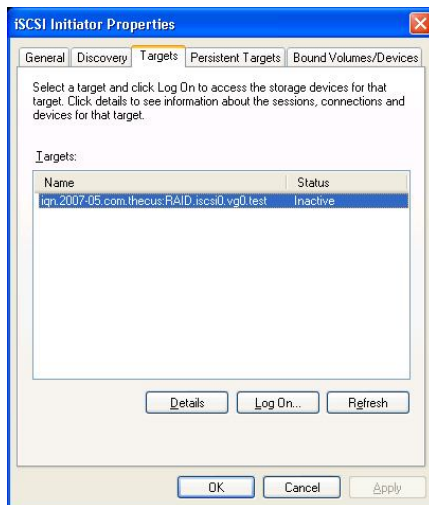 iSCSI Initiator Properties
General Discovery Targets Persistent Targets Bound Volumes/Devices
Select a target and click Log On to access the storage devices for that
target. Click details to see information about the sessions, connections and
devices for that target.
Targets:
Name Status
iqn.2007-05.com.thecus:RAID.iscsi0.vg0.test Inactive
Details Log On... Refresh
OK Cancel Apply